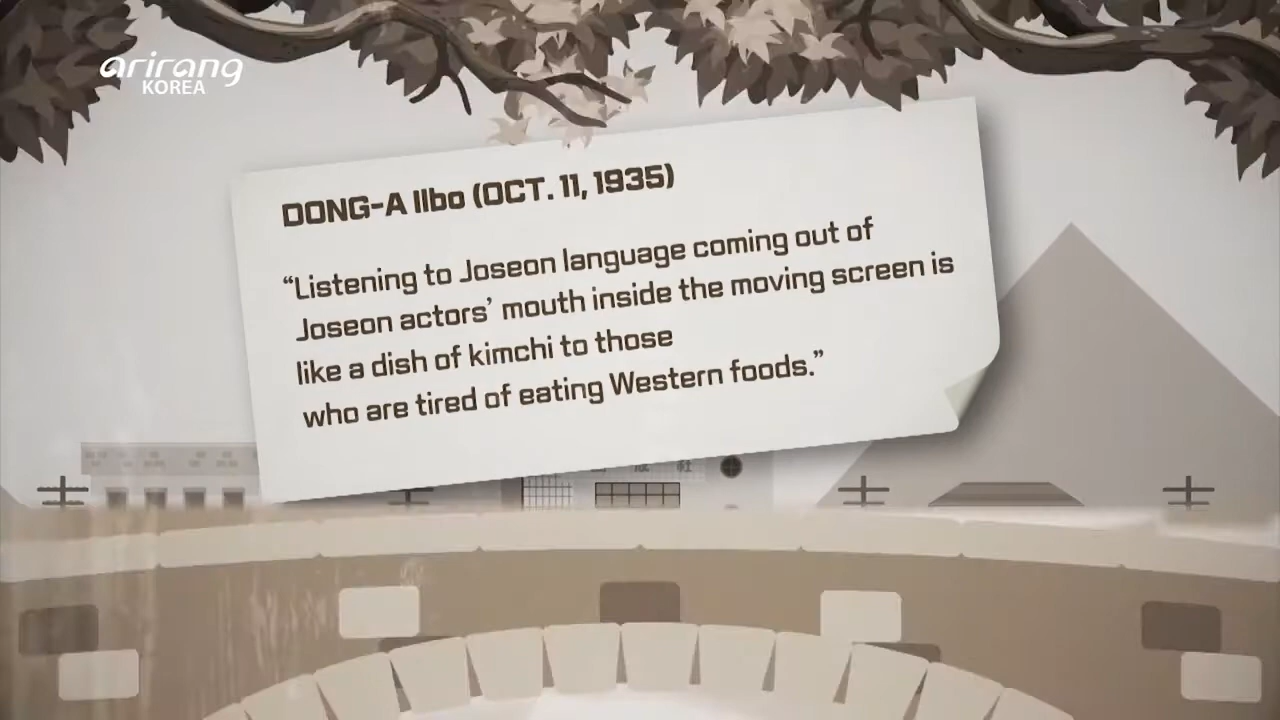 arirang
KOREA
DONG-A Ilbo (OCT. 11, 1935)
“Listening to Joseon language coming out of
Joseon actors’ mouth inside the moving screen is
like a dish of kimchi to those
who are tired of eating Western foods.”
社